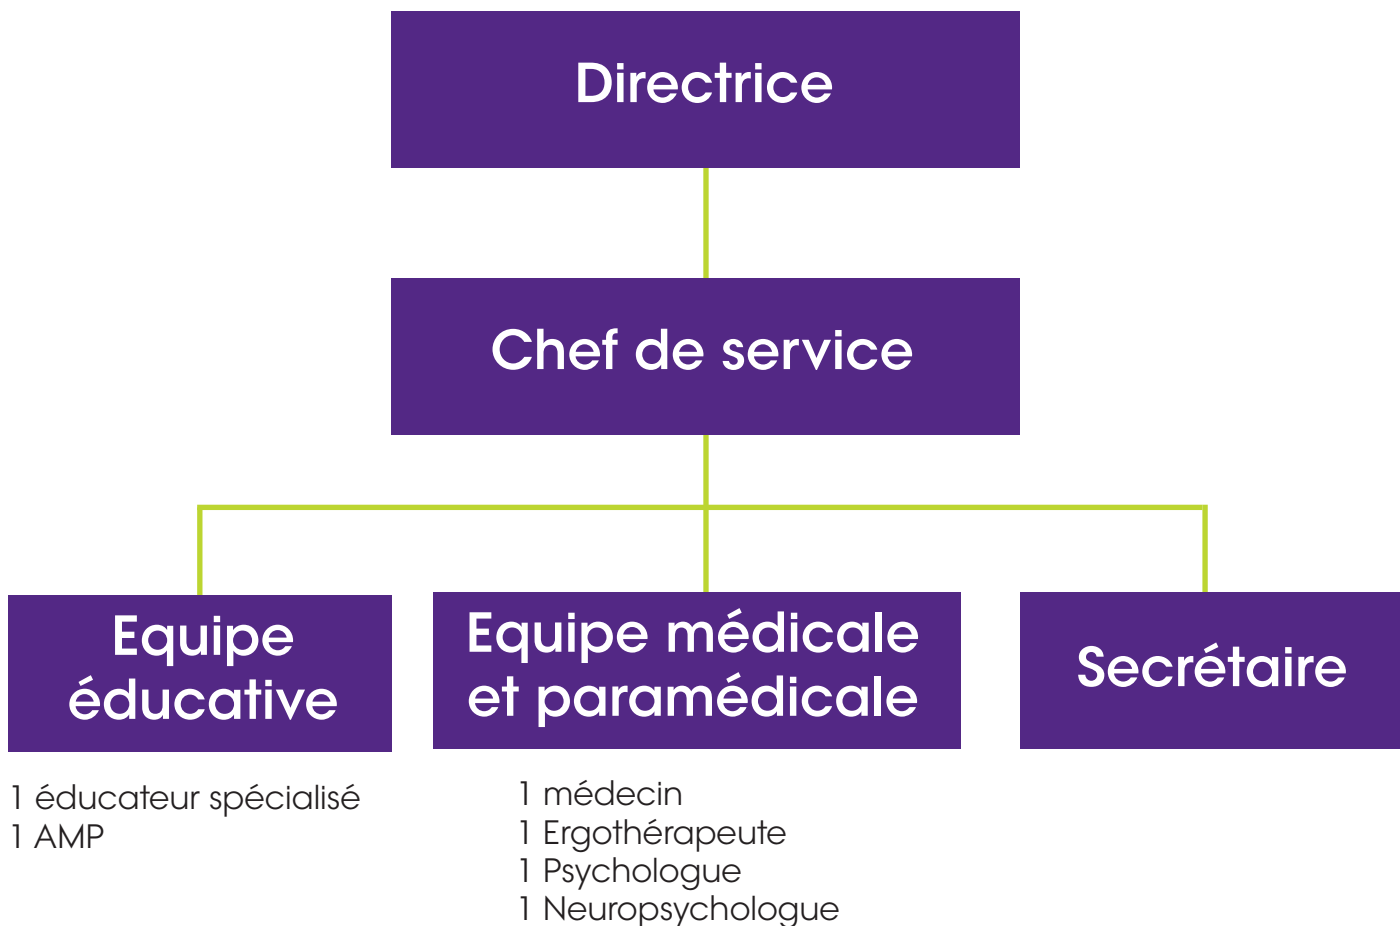 Directrice
Chef de service
Equipe
éducative
1 éducateur spécialisé
1 AMP
Equipe médicale
et paramédicale
1 médecin
1 Ergothérapeute
1 Psychologue
1 Neuropsychologue
Secrétaire